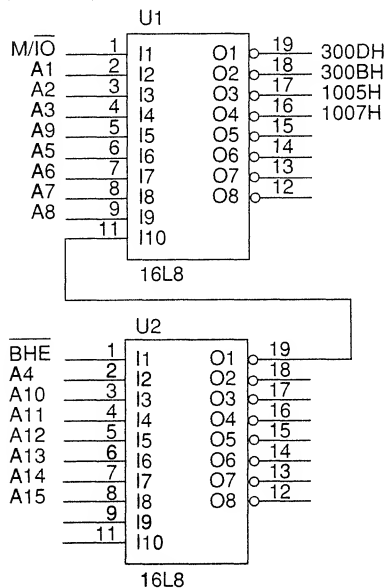 U1
M/IO 1 I1 O1 19 300DH
A1 2 I2 O2 18 300BH
A2 3 I3 O3 17 1005H
A3 4 I4 O4 16 1007H
A9 5 I5 O5 15
A5 6 I6 O6 14
A6 7 I7 O7 13
A7 8 I8 O8 12
A8 9 I9
11 I10
16L8
U2
BHE 1 I1 O1 19
A4 2 I2 O2 18
A10 3 I3 O3 17
A11 4 I4 O4 16
A12 5 I5 O5 15
A13 6 I6 O6 14
A14 7 I7 O7 13
A15 8 I8 O8 12
9 I9
11 I10
16L8